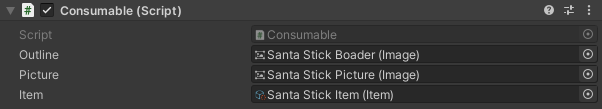 Consumable (Script)
Script Consumable
Outline Santa Stick Boader (Image)
Picture Santa Stick Picture (Image)
Item Santa Stick Item (Item)